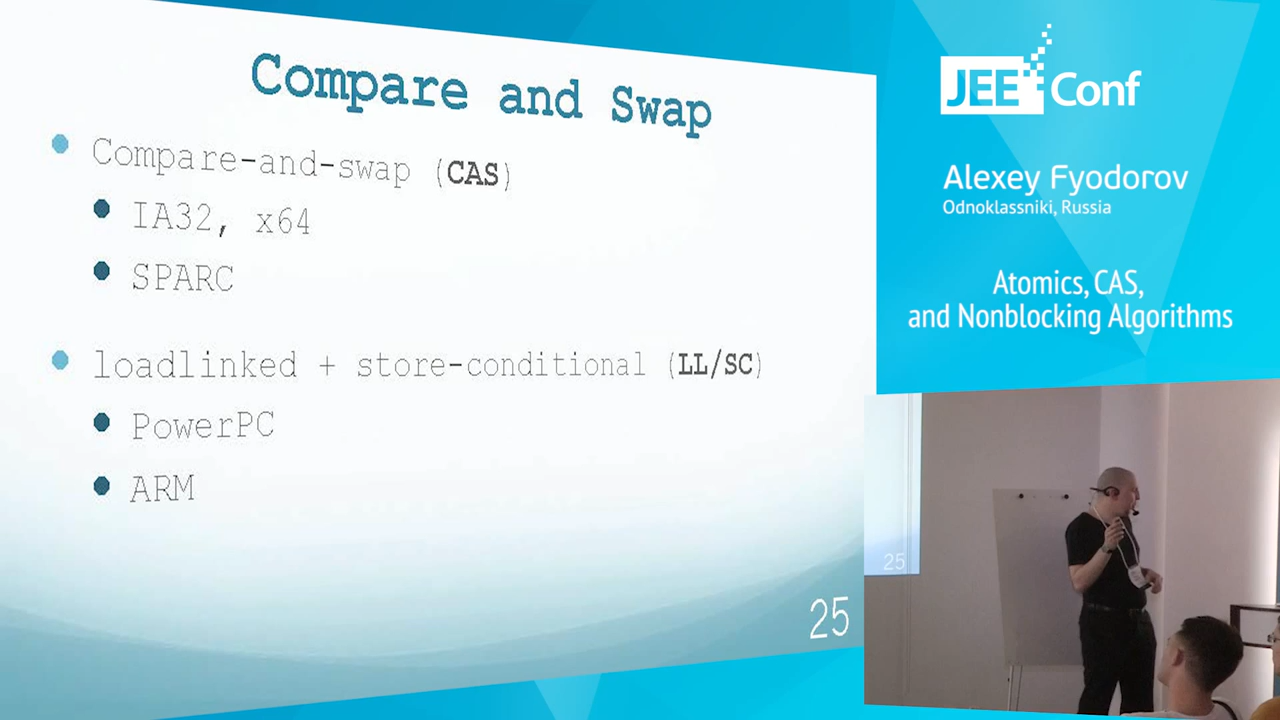 Compare and Swap
Compare-and-swap (CAS)
IA32, x64
SPARC
loadlinked + store-conditional (LL/SC)
PowerPC
ARM
25
JEE Conf
Alexey Fyodorov
Odnoklassniki, Russia
Atomics, CAS,
and Nonblocking Algorithms
25